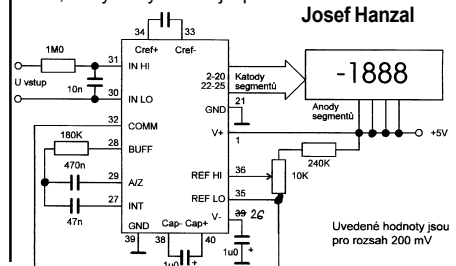 Josef Hanzal
34
33
Cref+
Cref-
1M0
31
IN HI
U vstup
10n
30
IN LO
2-20
22-25
Katody
segmentů
-1888
21
GND
Anody
segmentů
32
COMM
V+
1
+5V
180K
28
BUFF
240K
470n
29
A/Z
REF HI
36
10K
REF LO
35
27
INT
47n
V-
39 26
GND
Cap-
Cap+
39
38
40
1u0
+
1u0
+
Uvedené hodnoty jsou
pro rozsah 200 mV